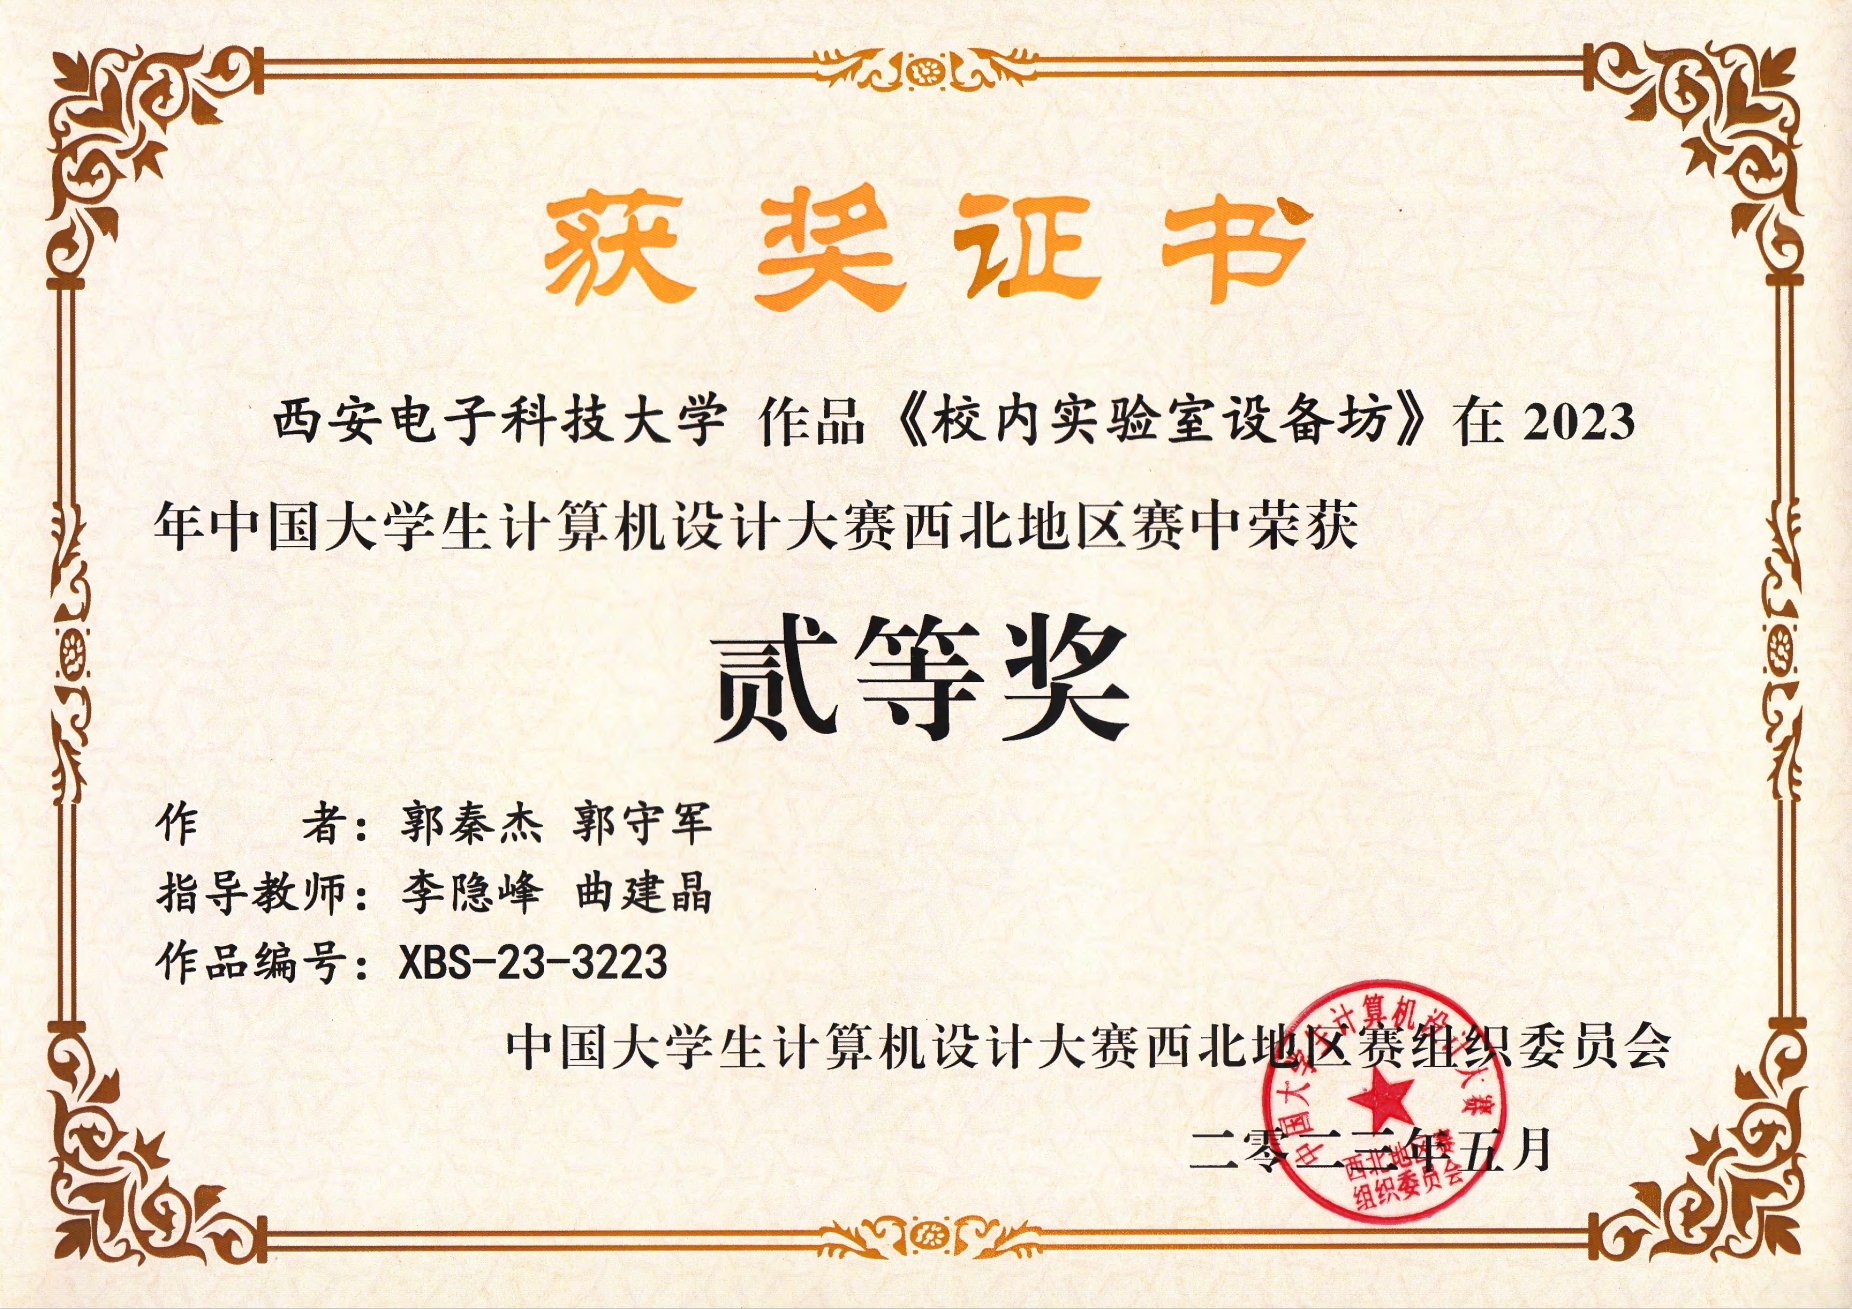 获奖证书
西安电子科技大学 作品《校内实验室设备坊》在 2023
年中国大学生计算机设计大赛西北地区赛中荣获
贰等奖
作 者：郭秦杰 郭守军
指导教师：李隐峰 曲建晶
作品编号：XBS-23-3223
中国大学生计算机设计大赛西北地区赛组织委员会
二零二三年五月
中国大学生计算机设计大赛
西北地区赛
组织委员会